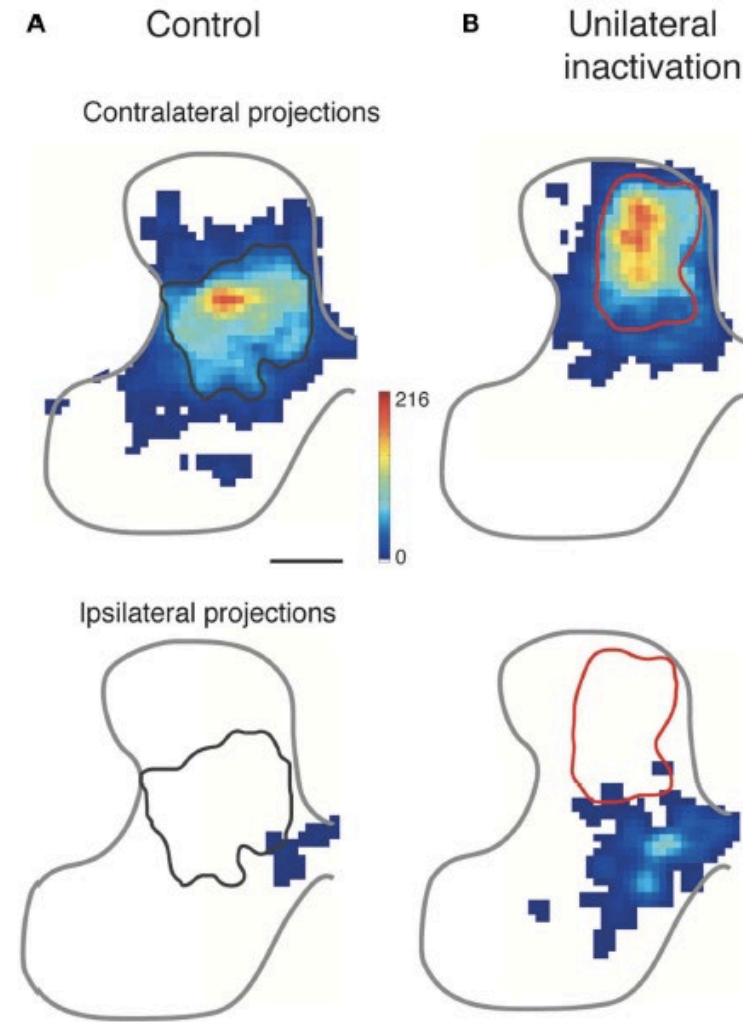 A Control
B Unilateral
inactivation
Contralateral projections
216
0
Ipsilateral projections